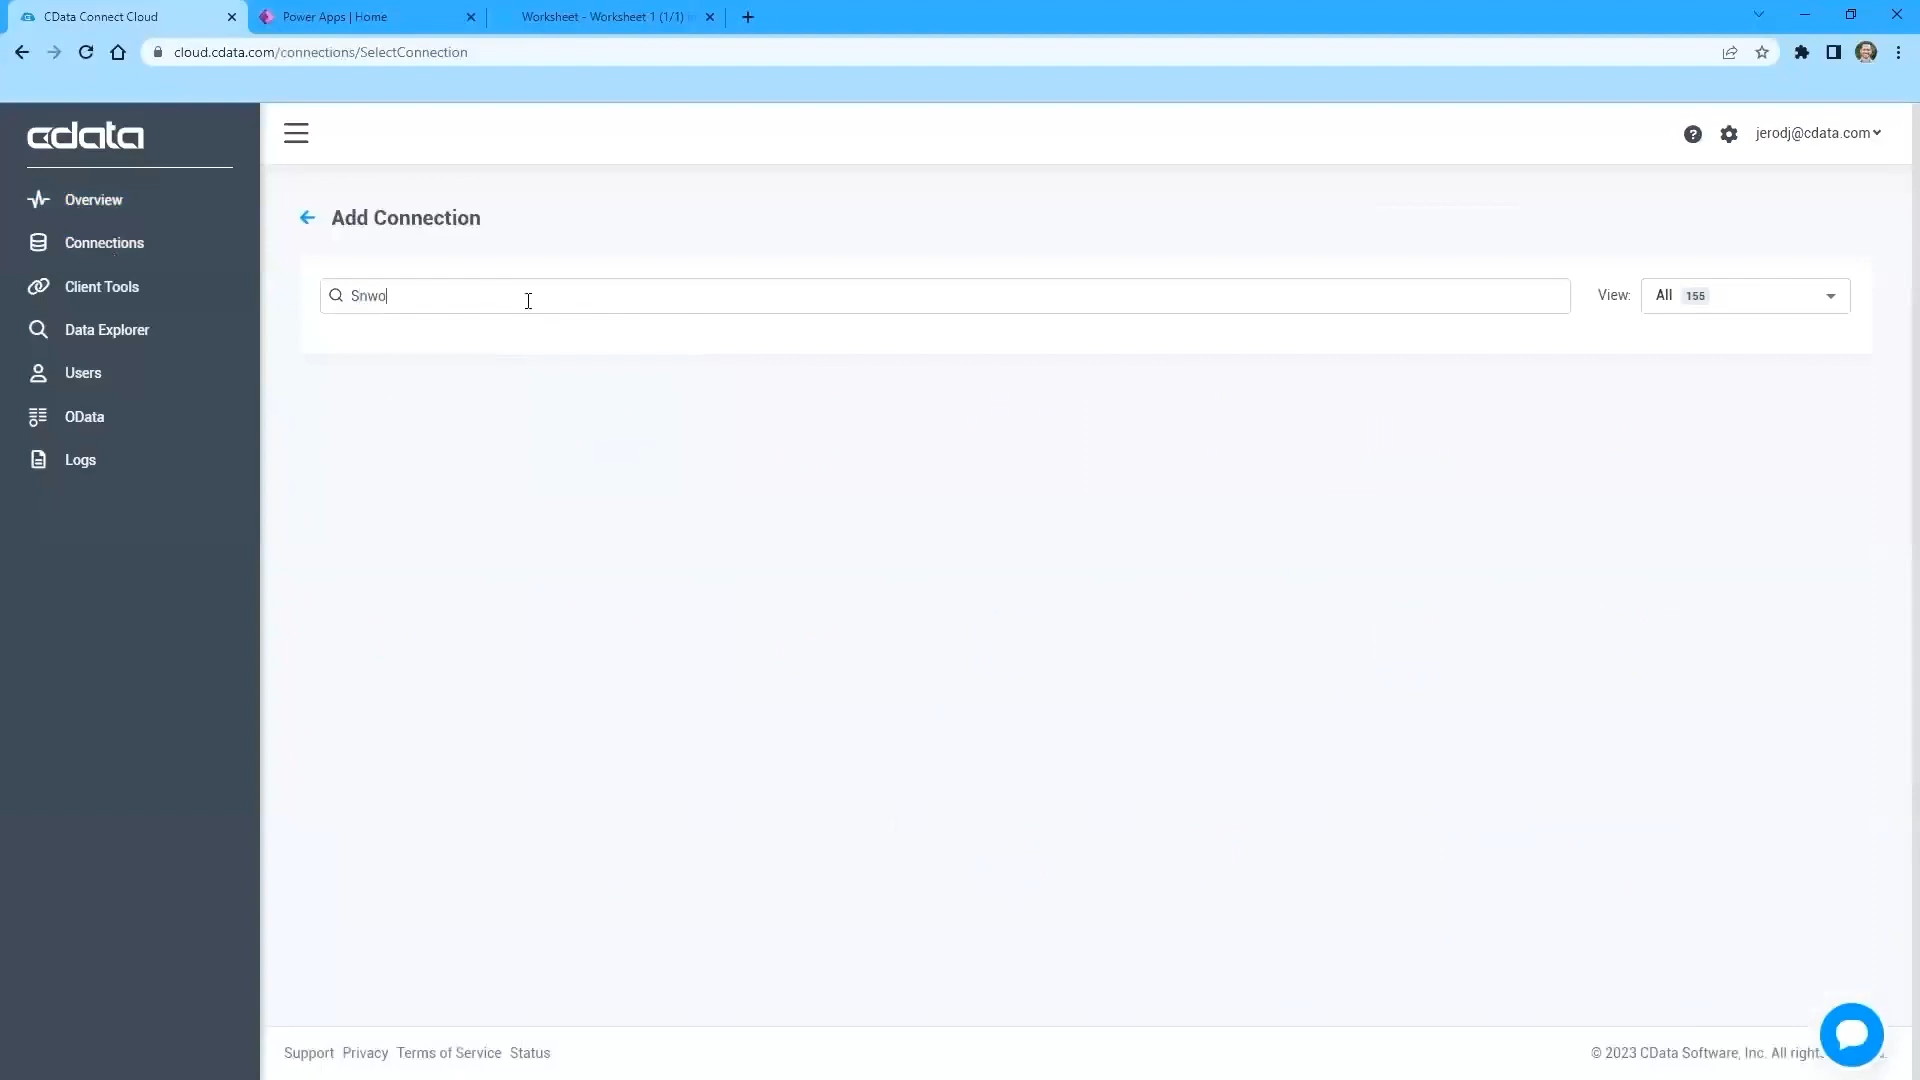 CData Connect Cloud
Power Apps | Home
Worksheet - Worksheet 1 (1/1)
cloud.cdata.com/connections/SelectConnection
cdata
jerodj@cdata.com
Overview
Add Connection
Connections
Client Tools
Snwo
View: All 155
Data Explorer
Users
OData
Logs
Support Privacy Terms of Service Status
© 2023 CData Software, Inc. All